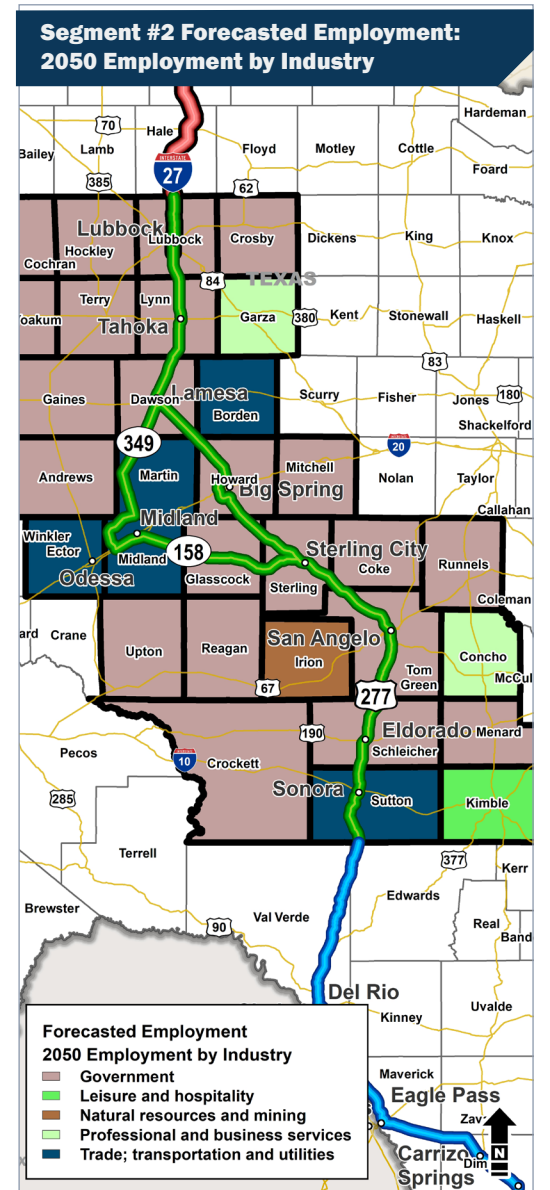 Segment #2 Forecasted Employment:
2050 Employment by Industry
Hardeman
70
Hale
Bailey
Lamb
Floyd
Motley
Cottle
Foard
INTERSTATE
27
385
62
Lubbock
Lubbock
Crosby
Dickens
King
Knox
Hockley
Cochran
84
TEXAS
Terry
Lynn
Yoakum
Tahoka
Garza
380
Kent
Stonewall
Haskell
83
Gaines
Dawson
Lamesa
Borden
Scurry
Fisher
Jones
180
Shackelford
349
20
Andrews
Martin
Howard
Mitchell
Big Spring
Nolan
Taylor
Callahan
Winkler
Ector
Midland
Midland
158
Odessa
Glasscock
Sterling City
Coke
Sterling
Runnels
Coleman
ard
Crane
Upton
Reagan
San Angelo
Irion
Tom
Green
Concho
McCul
67
277
190
Eldorado
Menard
Schleicher
Pecos
10
Crockett
Sonora
Sutton
Kimble
285
Terrell
377
Kerr
Edwards
Brewster
90
Val Verde
Real
Band
Del Rio
Kinney
Uvalde
Maverick
Eagle Pass
Zav
Carrizo
Springs
Dim
N
Forecasted Employment
2050 Employment by Industry
Government
Leisure and hospitality
Natural resources and mining
Professional and business services
Trade; transportation and utilities